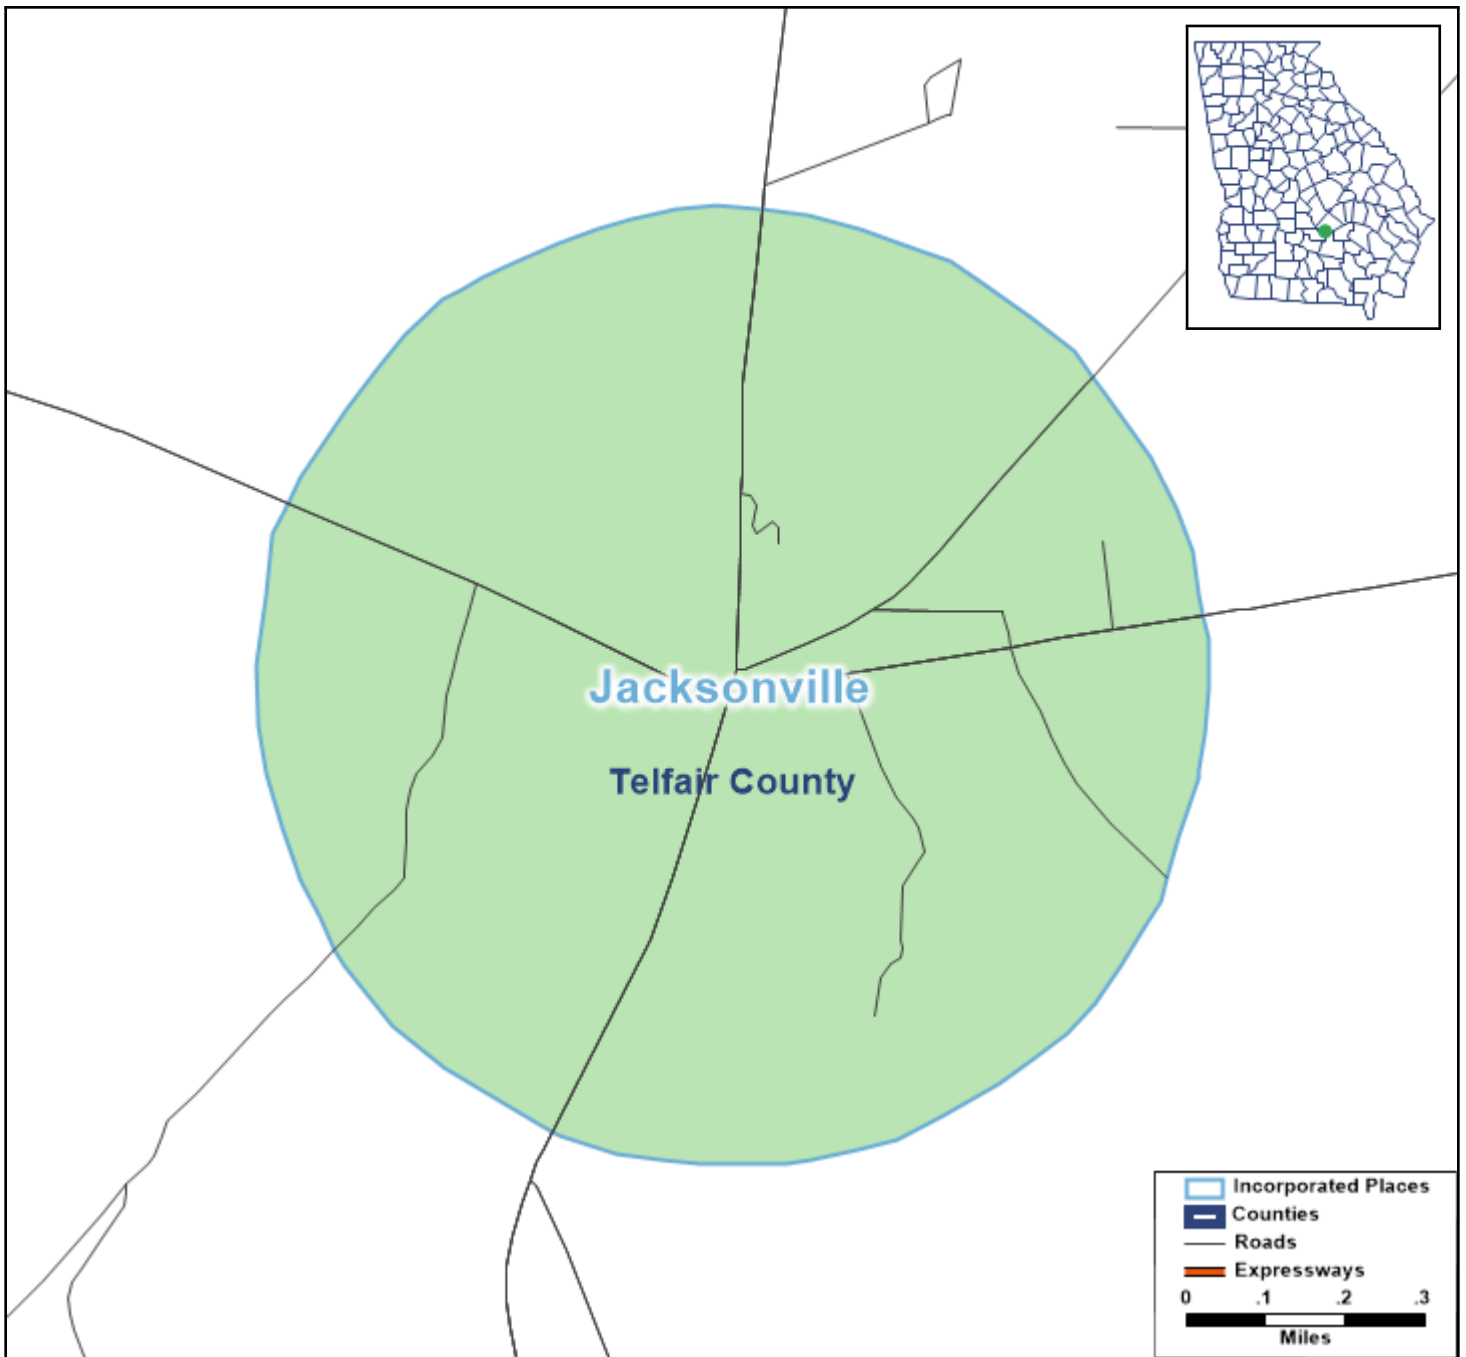 Jacksonville
Telfair County
Incorporated Places
Counties
Roads
Expressways
0 .1 .2 .3
Miles